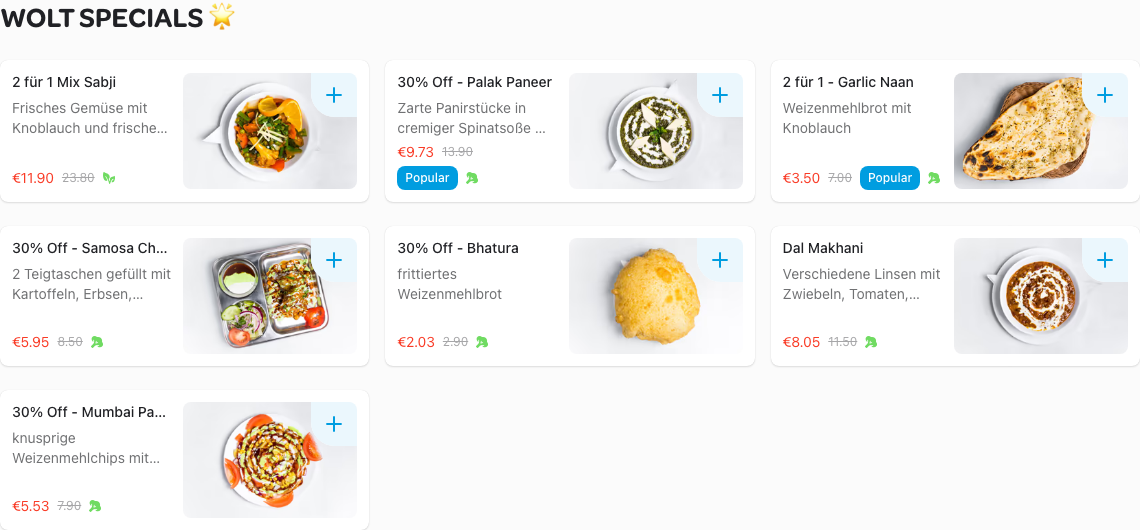 WOLT SPECIALS 🌟
2 für 1 Mix Sabji
Frisches Gemüse mit
Knoblauch und frische...
€11.90 23.80
30% Off - Palak Paneer
Zarte Panirstücke in
cremiger Spinatsoße ...
€9.73 13.90
Popular
2 für 1 - Garlic Naan
Weizenmehlbrot mit
Knoblauch
€3.50 7.00 Popular
30% Off - Samosa Ch...
2 Teigtaschen gefüllt mit
Kartoffeln, Erbsen,...
€5.95 8.50
30% Off - Bhatura
frittiertes
Weizenmehlbrot
€2.03 2.90
Dal Makhani
Verschiedene Linsen mit
Zwiebeln, Tomaten,...
€8.05 11.50
30% Off - Mumbai Pa...
knusprige
Weizenmehlchips mit...
€5.53 7.90